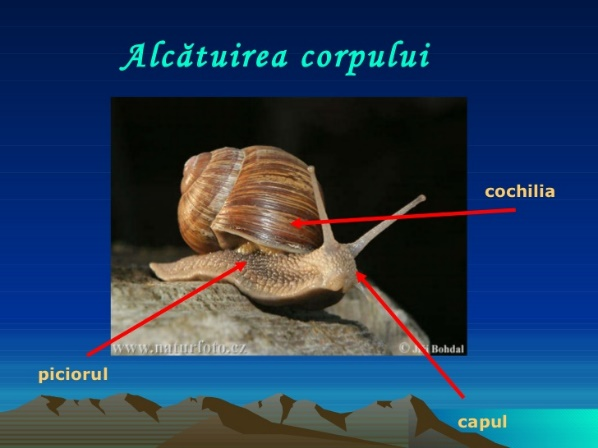 Alcătuirea corpului
cochilia
www.naturfoto.cz
© Jiří Bohdal
piciorul
capul